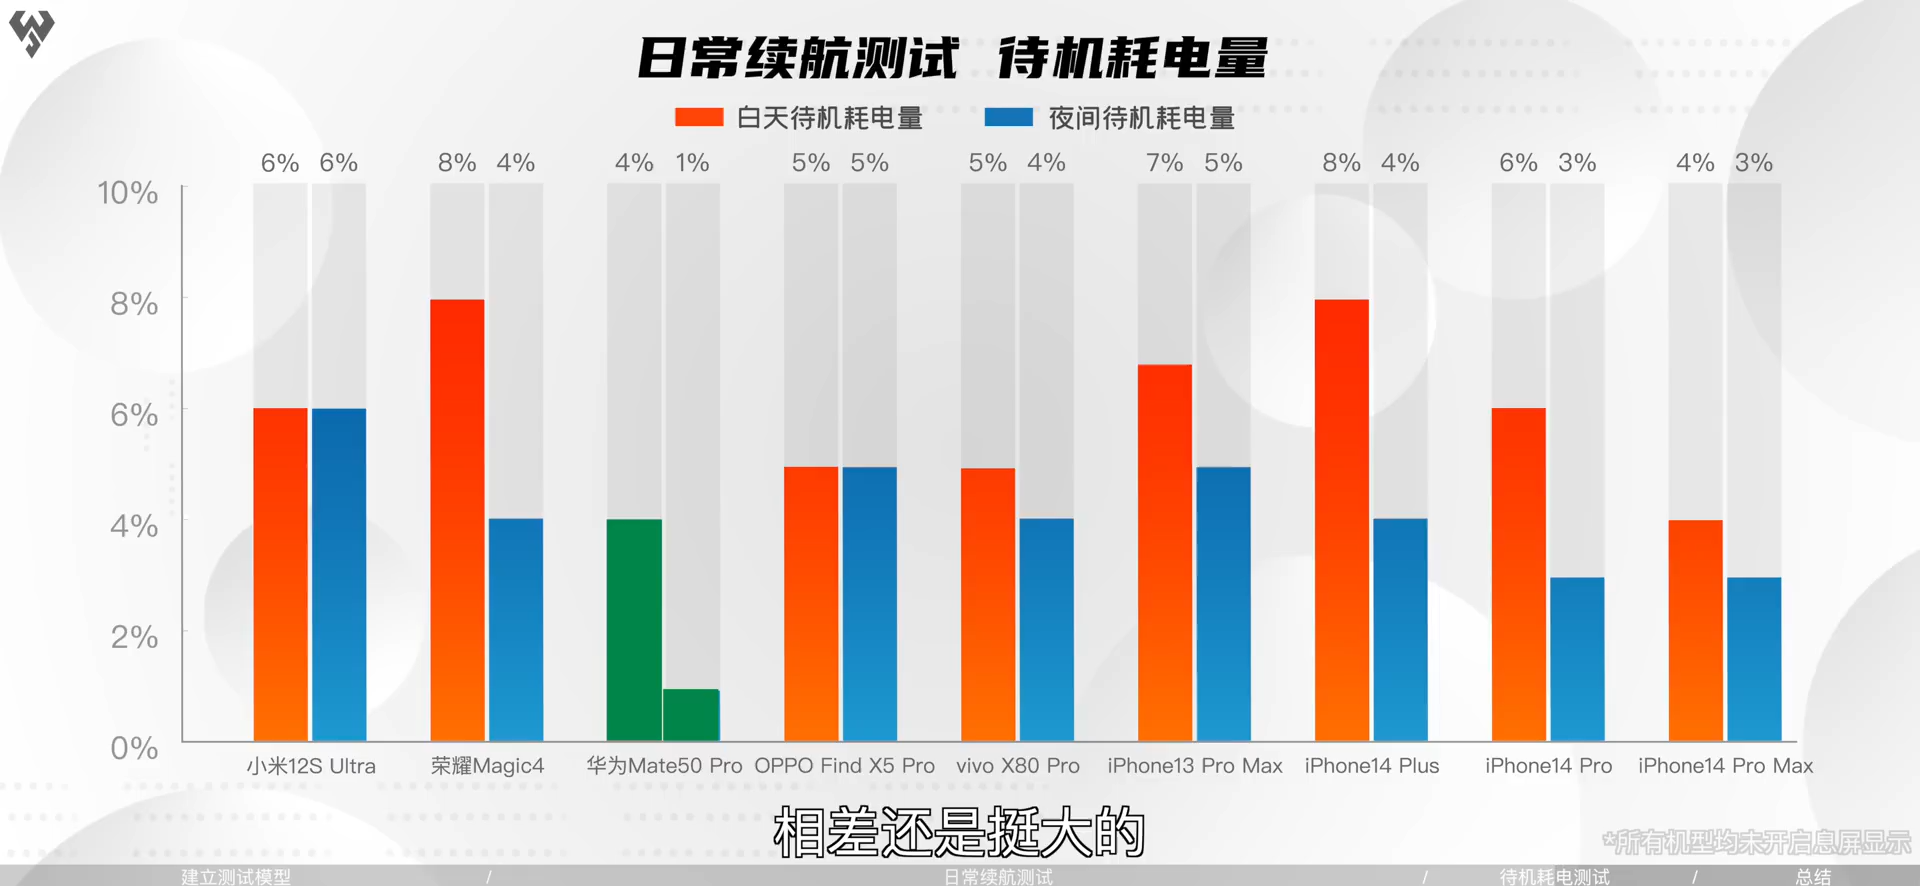 日常续航测试 待机耗电量
白天待机耗电量 夜间待机耗电量
6% 6% 8% 4% 4% 1% 5% 5% 5% 4% 7% 5% 8% 4% 6% 3% 4% 3%
10%
8%
6%
4%
2%
0%
小米12S Ultra 荣耀Magic4 华为Mate50 Pro OPPO Find X5 Pro vivo X80 Pro iPhone13 Pro Max iPhone14 Plus iPhone14 Pro iPhone14 Pro Max
相差还是挺大的
*所有机型均未开启息屏显示
建立测试模型 / 日常续航测试 / 待机耗电测试 / 总结